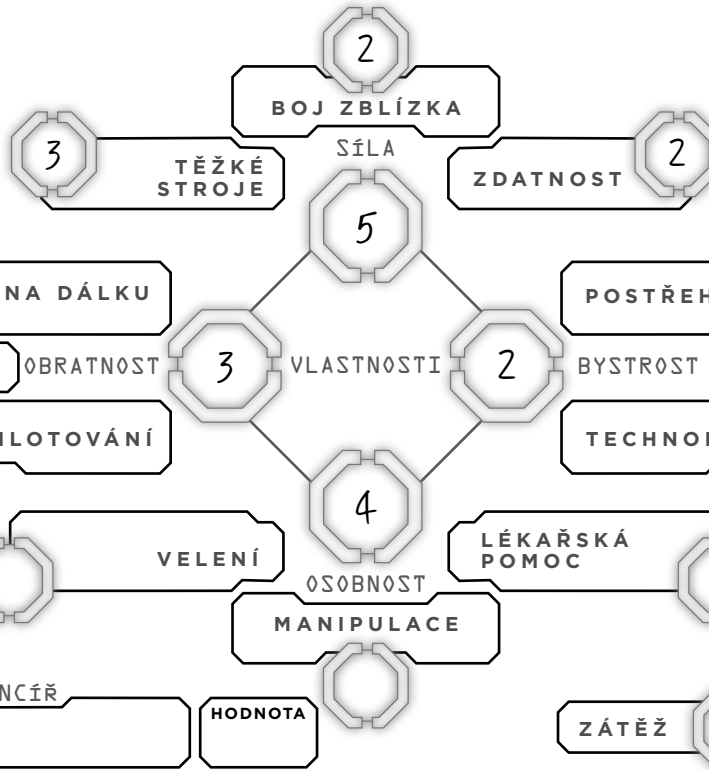 2
BOJ ZBLÍZKA
SÍLA
3
TĚŽKÉ
STROJE
ZDATNOST
2
5
NA DÁLKU
POSTŘEH
OBRATNOST
3
VLASTNOSTI
2
BYSTROST
LOTOVÁNÍ
TECHNO
4
VELENÍ
LÉKAŘSKÁ
POMOC
OSOBNOST
MANIPULACE
NCÍŘ
HODNOTA
ZÁTĚŽ